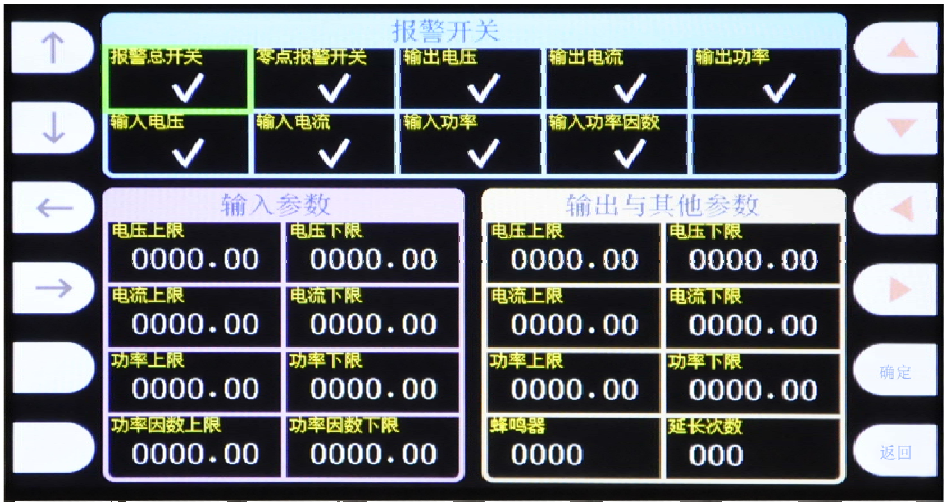 报警开关
报警总开关 零点报警开关 输出电压 输出电流 输出功率
输入电压 输入电流 输入功率 输入功率因数
输入参数
电压上限 电压下限
0000.00 0000.00
电流上限 电流下限
0000.00 0000.00
功率上限 功率下限
0000.00 0000.00
功率因数上限 功率因数下限
0000.00 0000.00
输出与其他参数
电压上限 电压下限
0000.00 0000.00
电流上限 电流下限
0000.00 0000.00
功率上限 功率下限
0000.00 0000.00
蜂鸣器 延长次数
0000 000
确定
返回